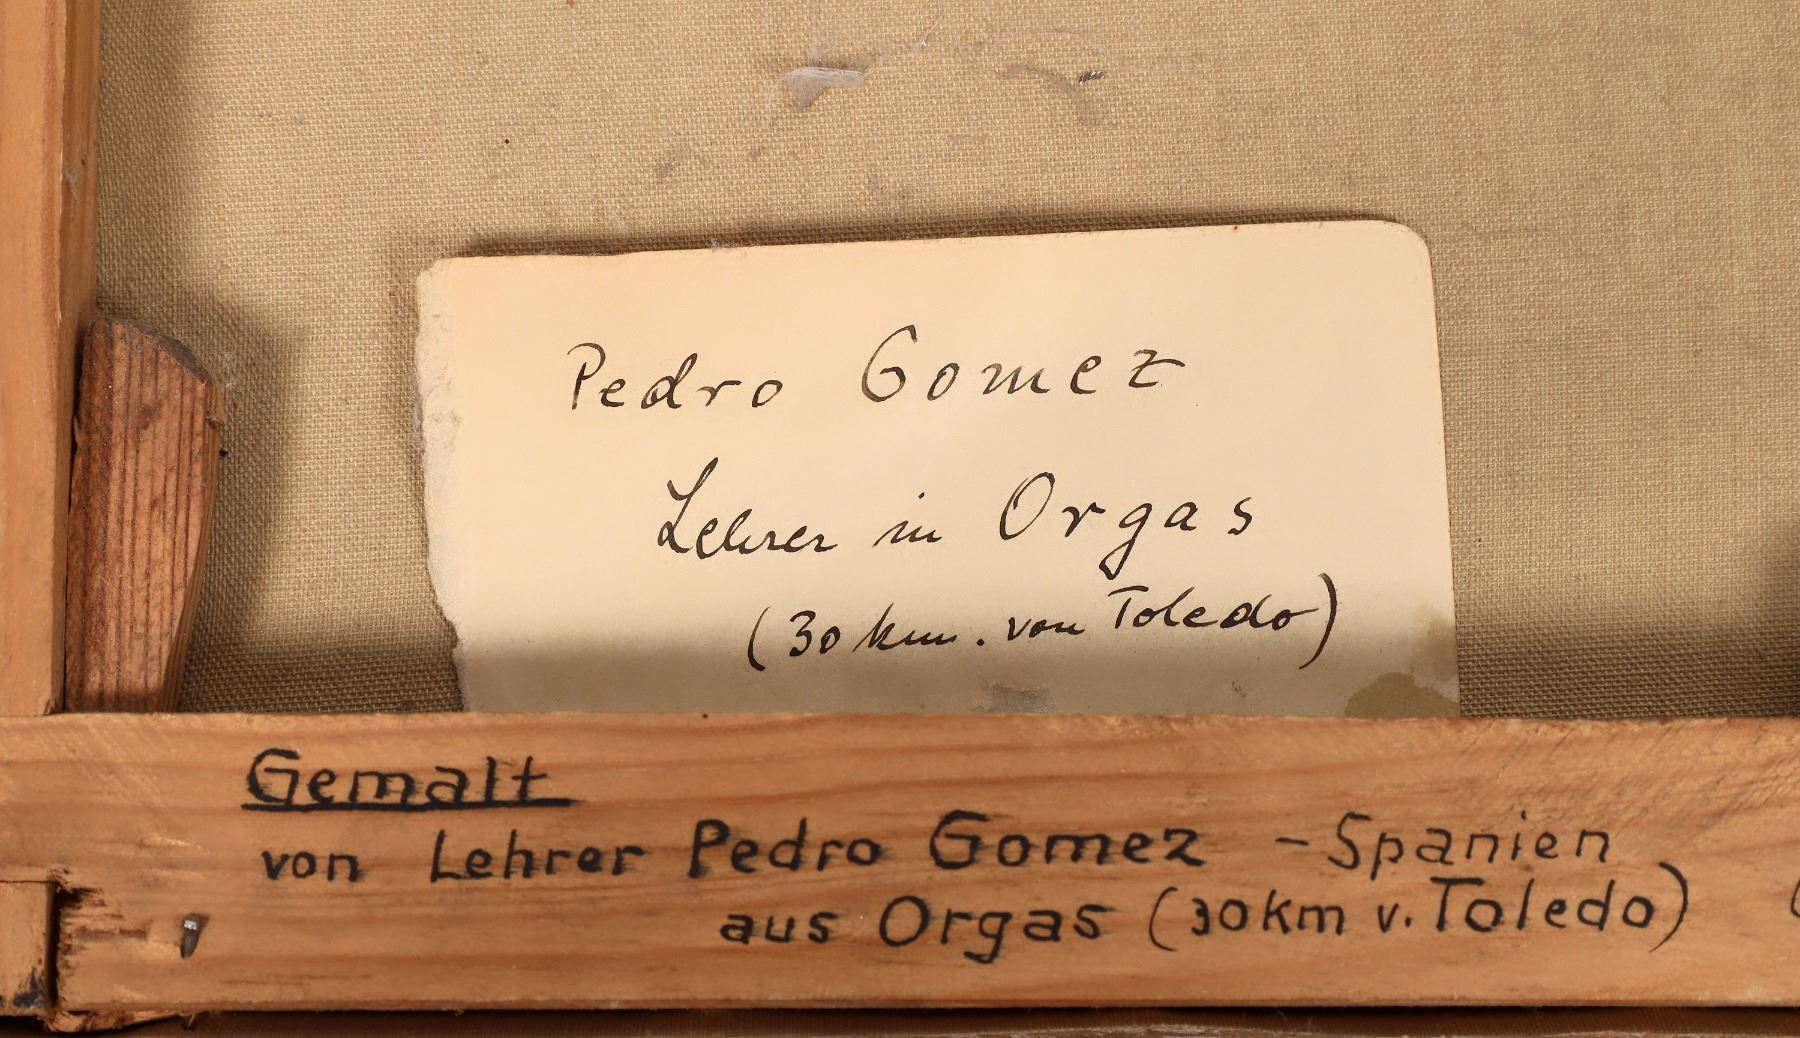 Pedro Gomez
Lehrer in Orgas
(30 km. von Toledo)
Gemalt
von Lehrer Pedro Gomez - Spanien
aus Orgas (30km v. Toledo)